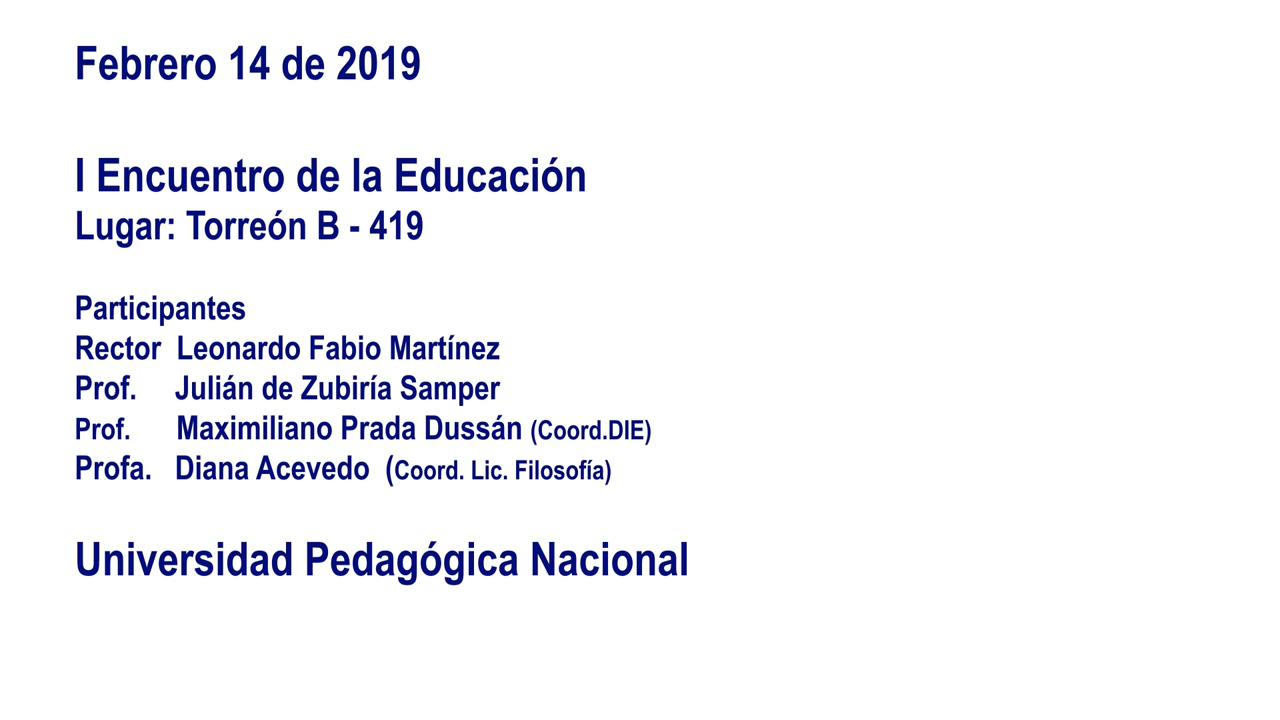 Febrero 14 de 2019
I Encuentro de la Educación
Lugar: Torreón B - 419
Participantes
Rector Leonardo Fabio Martínez
Prof. Julián de Zubiría Samper
Prof. Maximiliano Prada Dussán (Coord.DIE)
Profa. Diana Acevedo (Coord. Lic. Filosofía)
Universidad Pedagógica Nacional